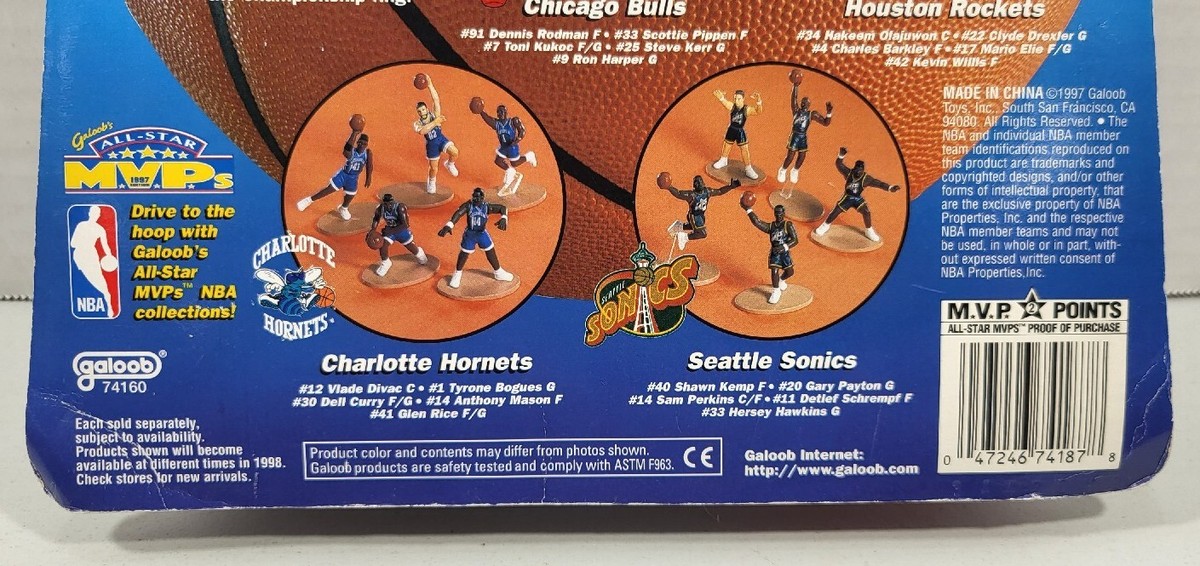 Chicago Bulls
#91 Dennis Rodman F • #33 Scottie Pippen F
#7 Toni Kukoc F/G • #25 Steve Kerr G
#9 Ron Harper G
Houston Rockets
#34 Hakeem Olajuwon C • #22 Clyde Drexler G
#4 Charles Barkley F • #17 Mario Elie F/G
#42 Kevin Willis F
Galoob's
ALL-STAR
MVPs
1997
EDITION
Drive to the
hoop with
Galoob's
All-Star
MVPs™ NBA
collections!
NBA
galoob®
74160
Each sold separately,
subject to availability.
Products shown will become
available at different times in 1998.
Check stores for new arrivals.
CHARLOTTE
HORNETS
Charlotte Hornets
#12 Vlade Divac C • #1 Tyrone Bogues G
#30 Dell Curry F/G • #14 Anthony Mason F
#41 Glen Rice F/G
SEATTLE
SONICS
Seattle Sonics
#40 Shawn Kemp F • #20 Gary Payton G
#14 Sam Perkins C/F • #11 Detlef Schrempf F
#33 Hersey Hawkins G
Product color and contents may differ from photos shown.
Galoob products are safety tested and comply with ASTM F963.
CE
Galoob Internet:
http://www.galoob.com
MADE IN CHINA ©1997 Galoob
Toys, Inc., South San Francisco, CA
94080. All Rights Reserved. • The
NBA and individual NBA member
team identifications reproduced on
this product are trademarks and
copyrighted designs, and/or other
forms of intellectual property, that
are the exclusive property of NBA
Properties, Inc. and the respective
NBA member teams and may not
be used, in whole or in part, with-
out expressed written consent of
NBA Properties, Inc.
M.V.P. 2 POINTS
ALL-STAR MVPS™ PROOF OF PURCHASE
0 47246 74187 8